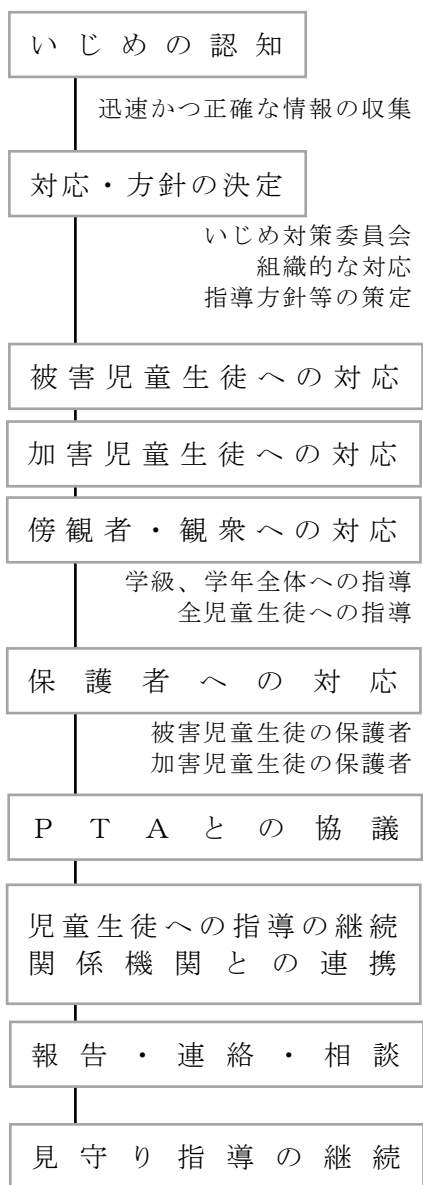 いじめの認知
迅速かつ正確な情報の収集
対応・方針の決定
いじめ対策委員会
組織的な対応
指導方針等の策定
被害児童生徒への対応
加害児童生徒への対応
傍観者・観衆への対応
学級、学年全体への指導
全児童生徒への指導
保護者への対応
被害児童生徒の保護者
加害児童生徒の保護者
PTAとの協議
児童生徒への指導の継続
関係機関との連携
報告・連絡・相談
見守り指導の継続